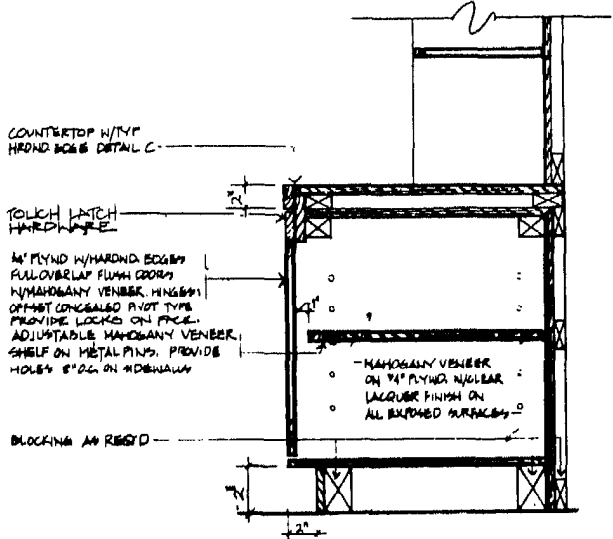 COUNTERTOP W/TYP
HRDWD EDGE DETAIL C
2"
TOUCH LATCH
HARDWARE
3/4" PLYWD W/HARDWD. EDGES
FULL OVERLAP FLUSH DOORS
W/MAHOGANY VENEER. HINGES:
OFFSET CONCEALED PIVOT TYPE
PROVIDE LOCKS ON FACE.
ADJUSTABLE MAHOGANY VENEER
SHELF ON METAL PINS. PROVIDE
HOLES 2" O.C. ON SIDEWALLS
1"
MAHOGANY VENEER
ON 3/4" PLYWD. W/CLEAR
LACQUER FINISH ON
ALL EXPOSED SURFACES
BLOCKING AS REQ'D
2"